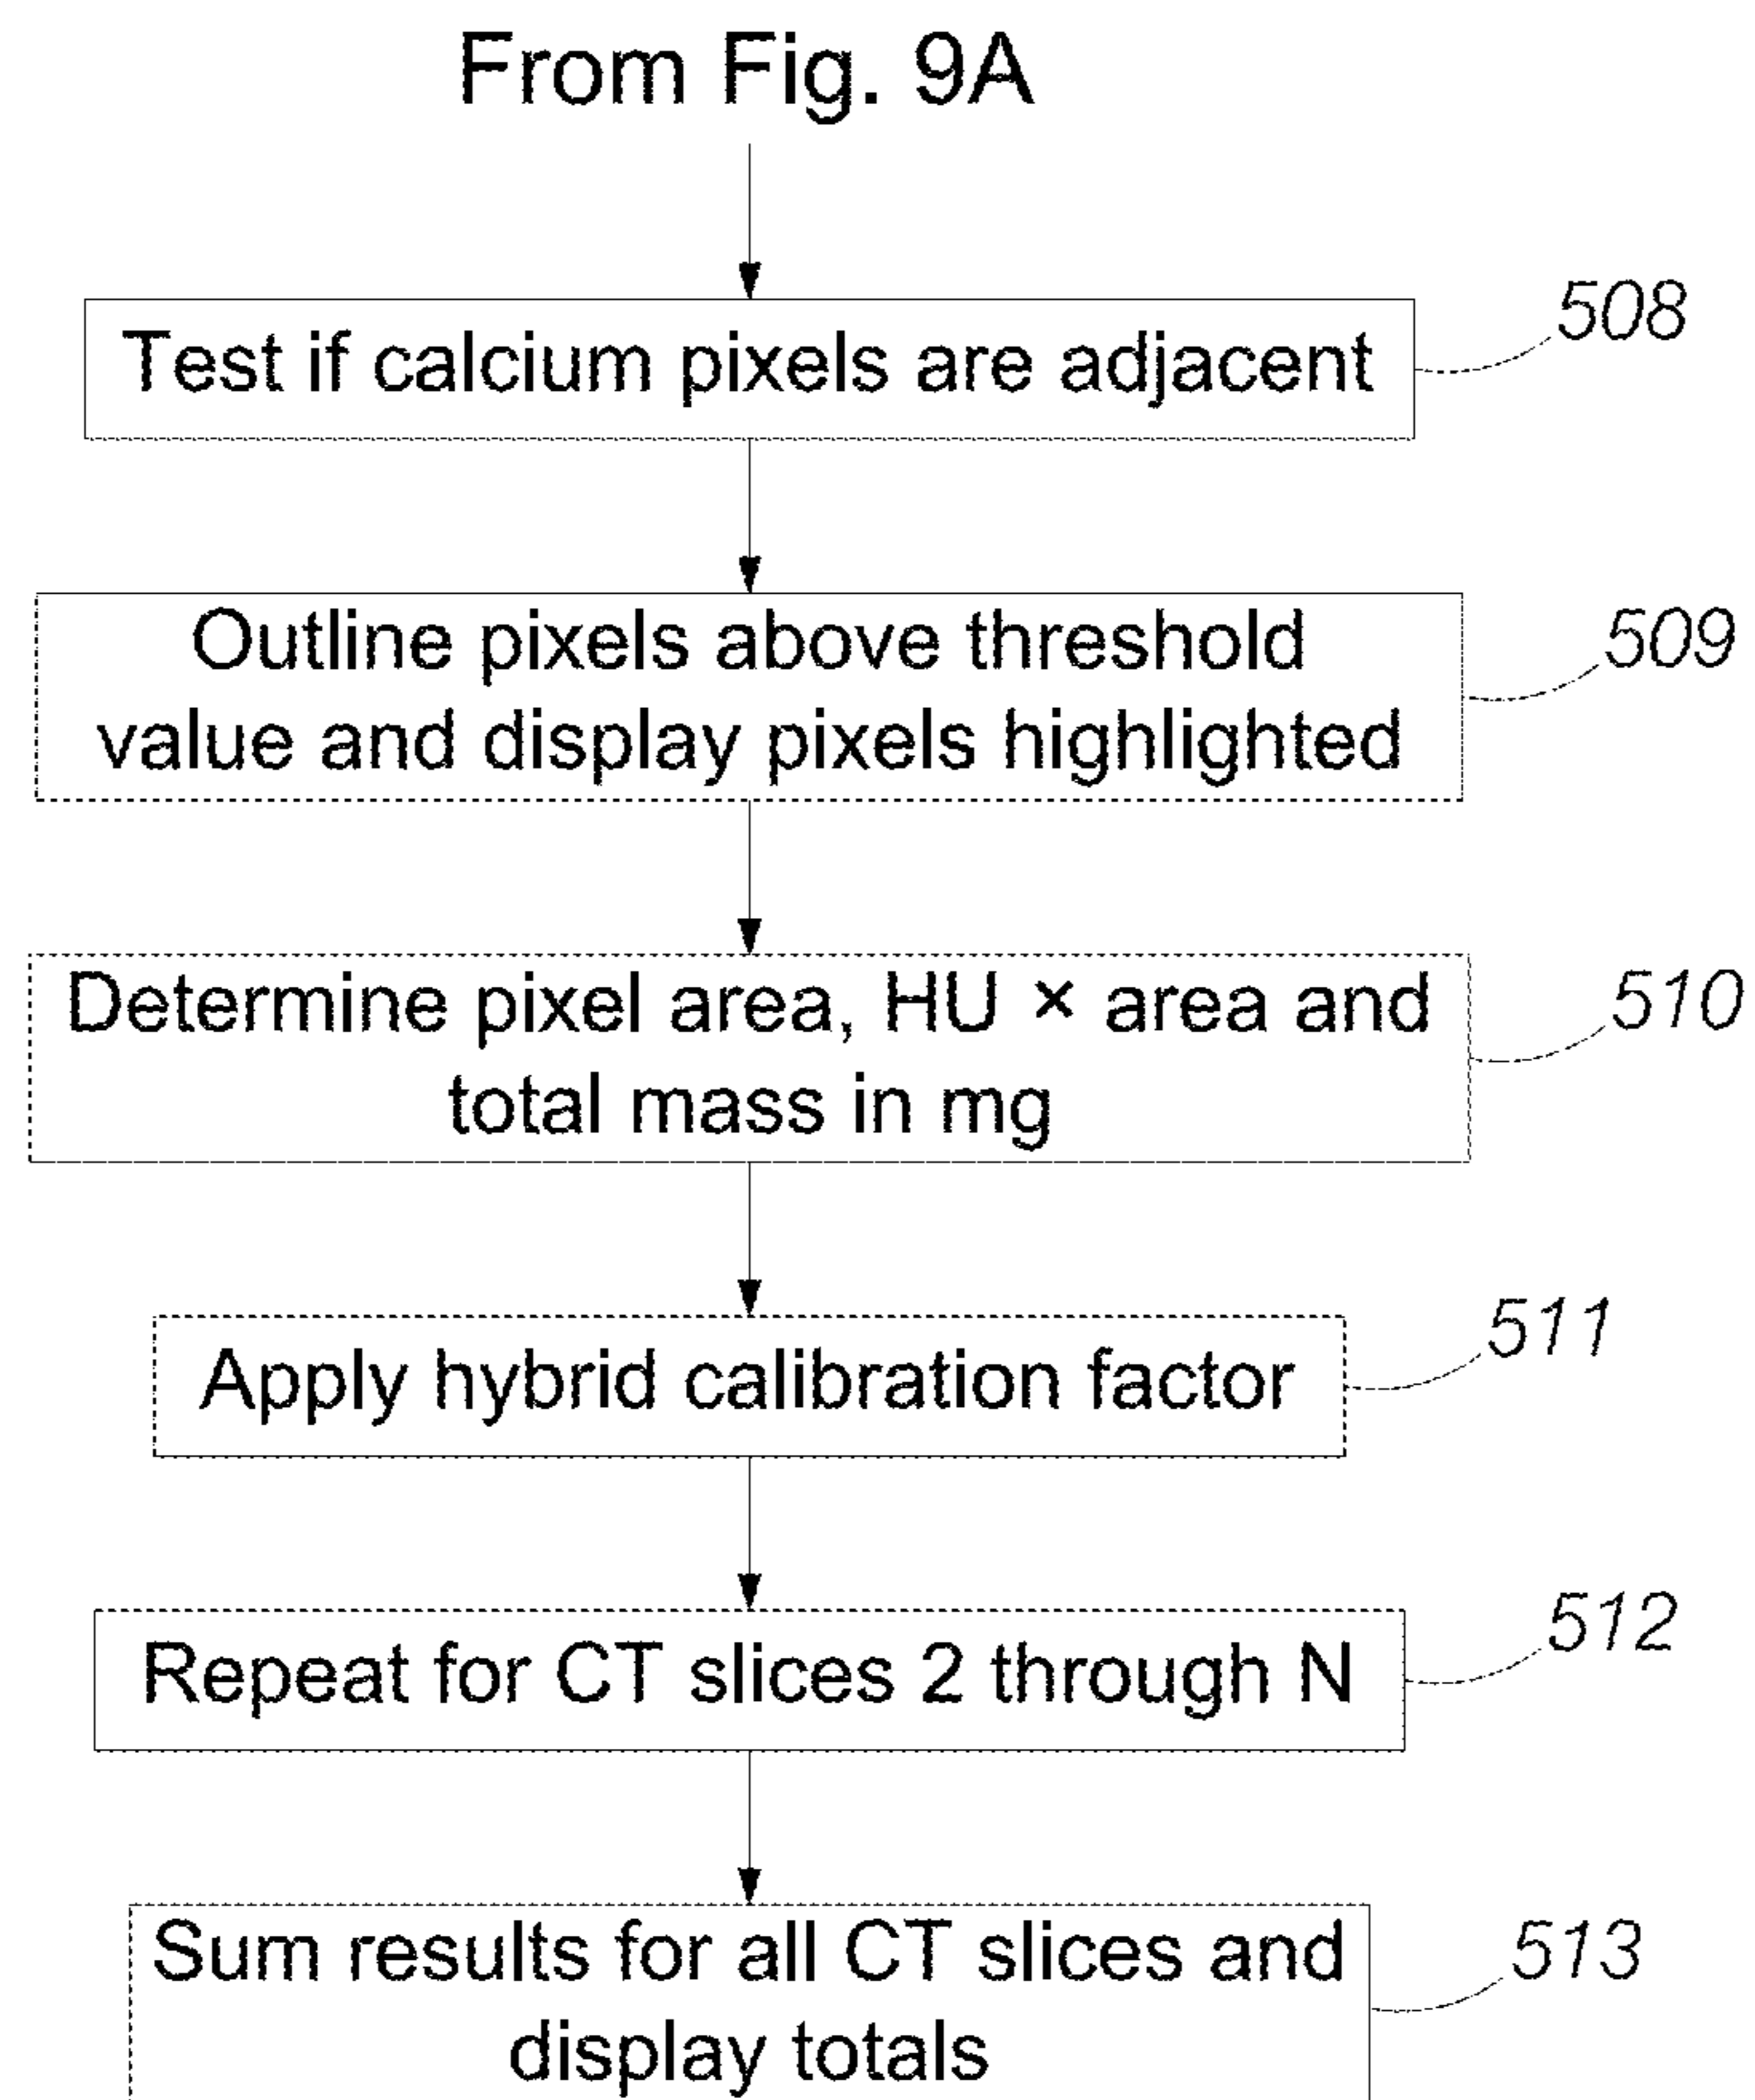 From Fig. 9A
Test if calcium pixels are adjacent
508
Outline pixels above threshold
value and display pixels highlighted
509
Determine pixel area, HU × area and
total mass in mg
510
Apply hybrid calibration factor
511
Repeat for CT slices 2 through N
512
Sum results for all CT slices and
display totals
513